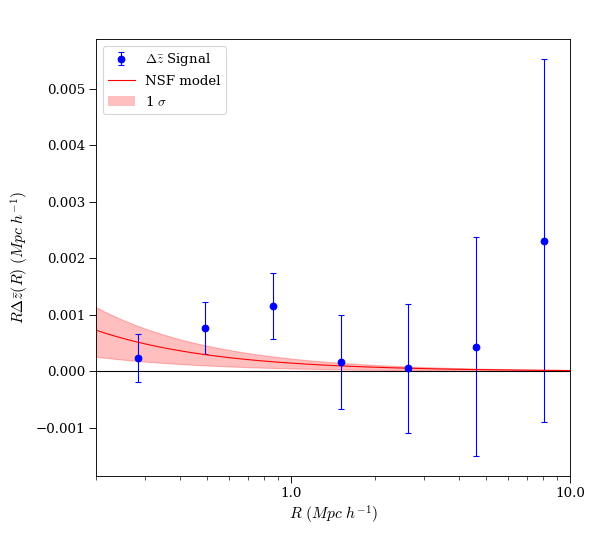 Δz̄ Signal
NSF model
1 σ
0.005
0.004
0.003
0.002
0.001
0.000
−0.001
RΔz̄(R) (Mpc h⁻¹)
1.0
10.0
R (Mpc h⁻¹)